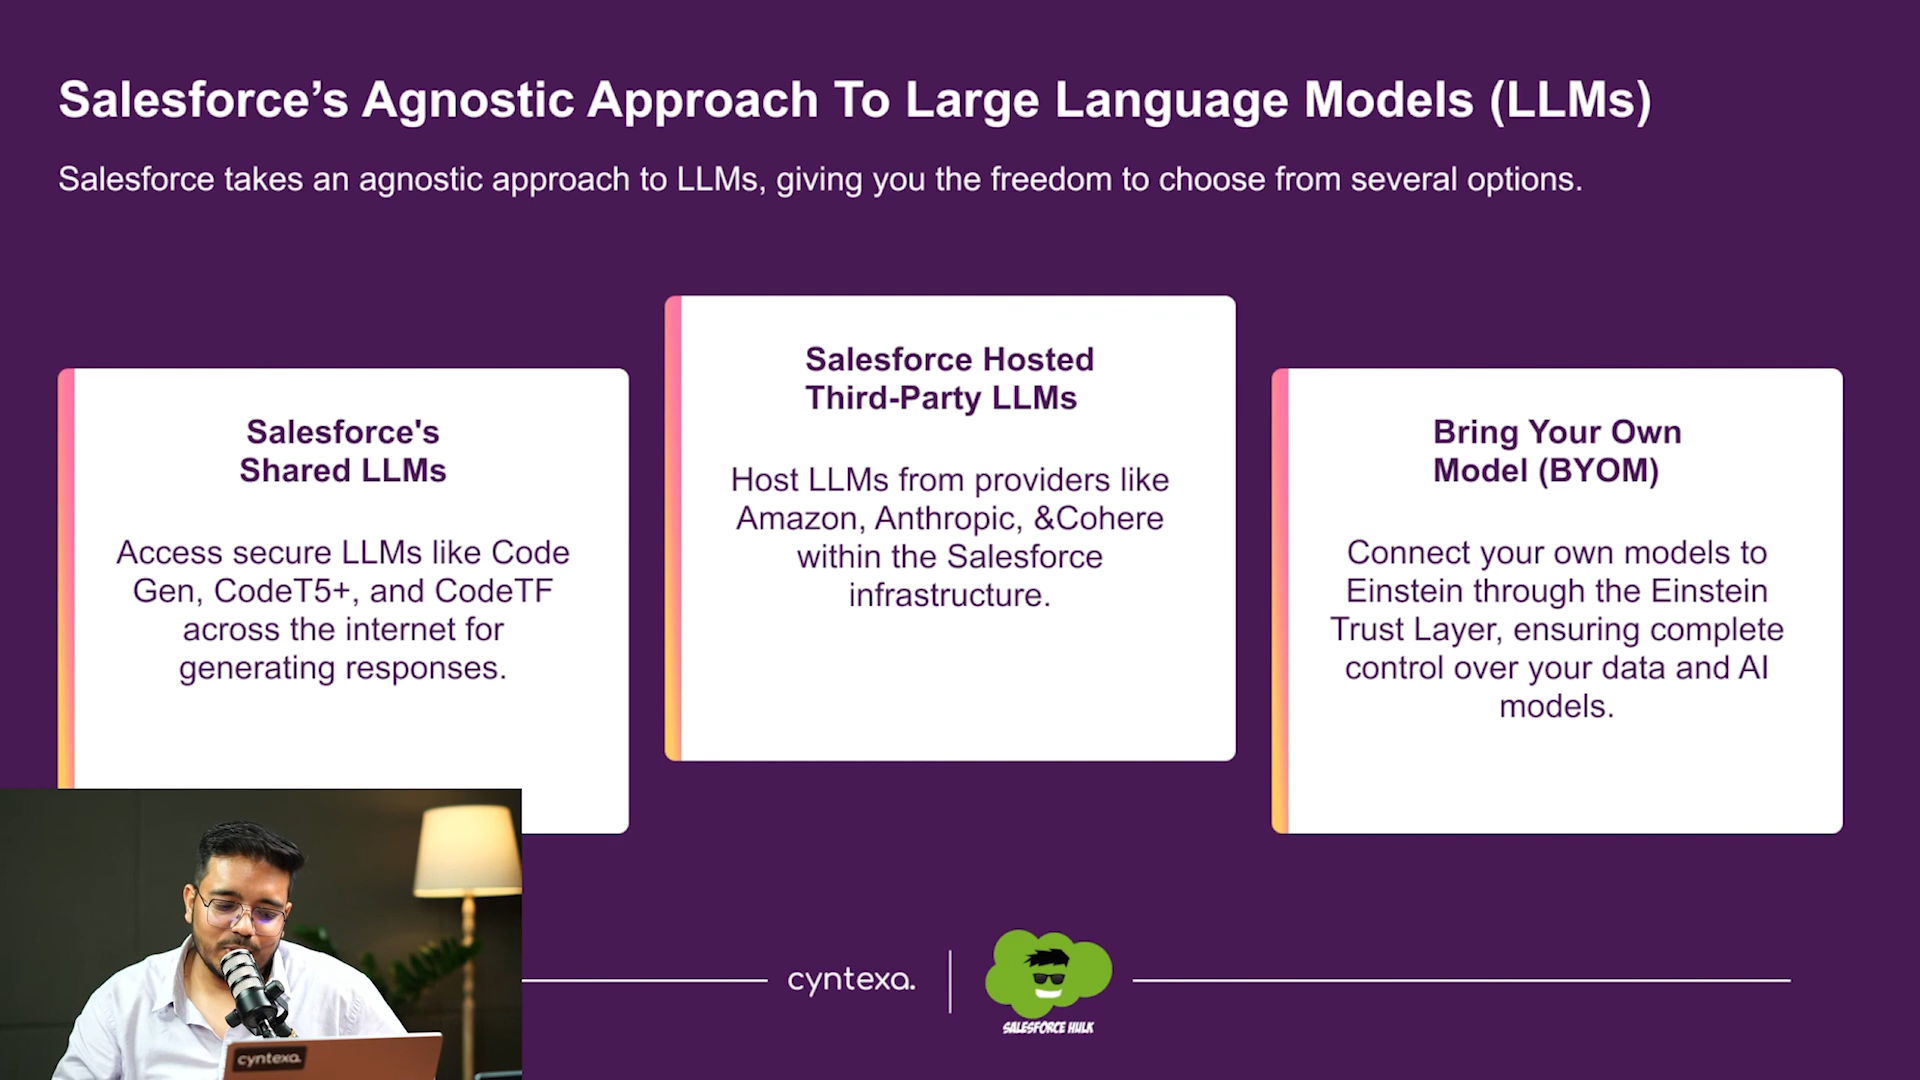 Salesforce’s Agnostic Approach To Large Language Models (LLMs)
Salesforce takes an agnostic approach to LLMs, giving you the freedom to choose from several options.
Salesforce's
Shared LLMs
Access secure LLMs like Code
Gen, CodeT5+, and CodeTF
across the internet for
generating responses.
Salesforce Hosted
Third-Party LLMs
Host LLMs from providers like
Amazon, Anthropic, &Cohere
within the Salesforce
infrastructure.
Bring Your Own
Model (BYOM)
Connect your own models to
Einstein through the Einstein
Trust Layer, ensuring complete
control over your data and AI
models.
cyntexa.
SALESFORCE HULK
cyntexa.